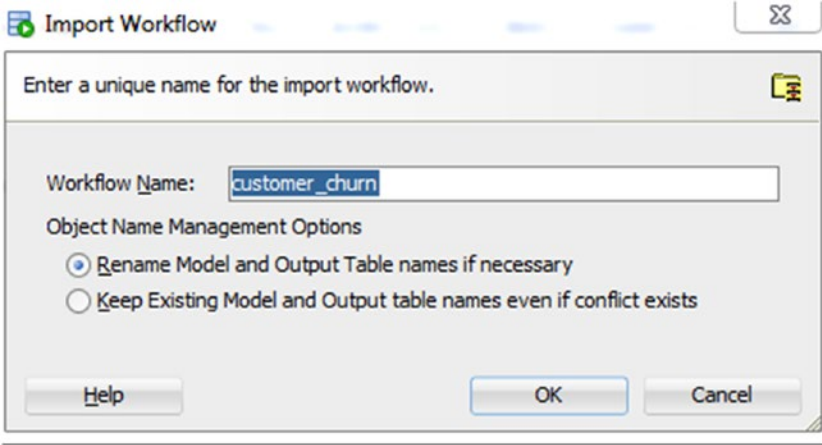 Import Workflow
Enter a unique name for the import workflow.
Workflow Name: customer_churn
Object Name Management Options
Rename Model and Output Table names if necessary
Keep Existing Model and Output table names even if conflict exists
Help OK Cancel